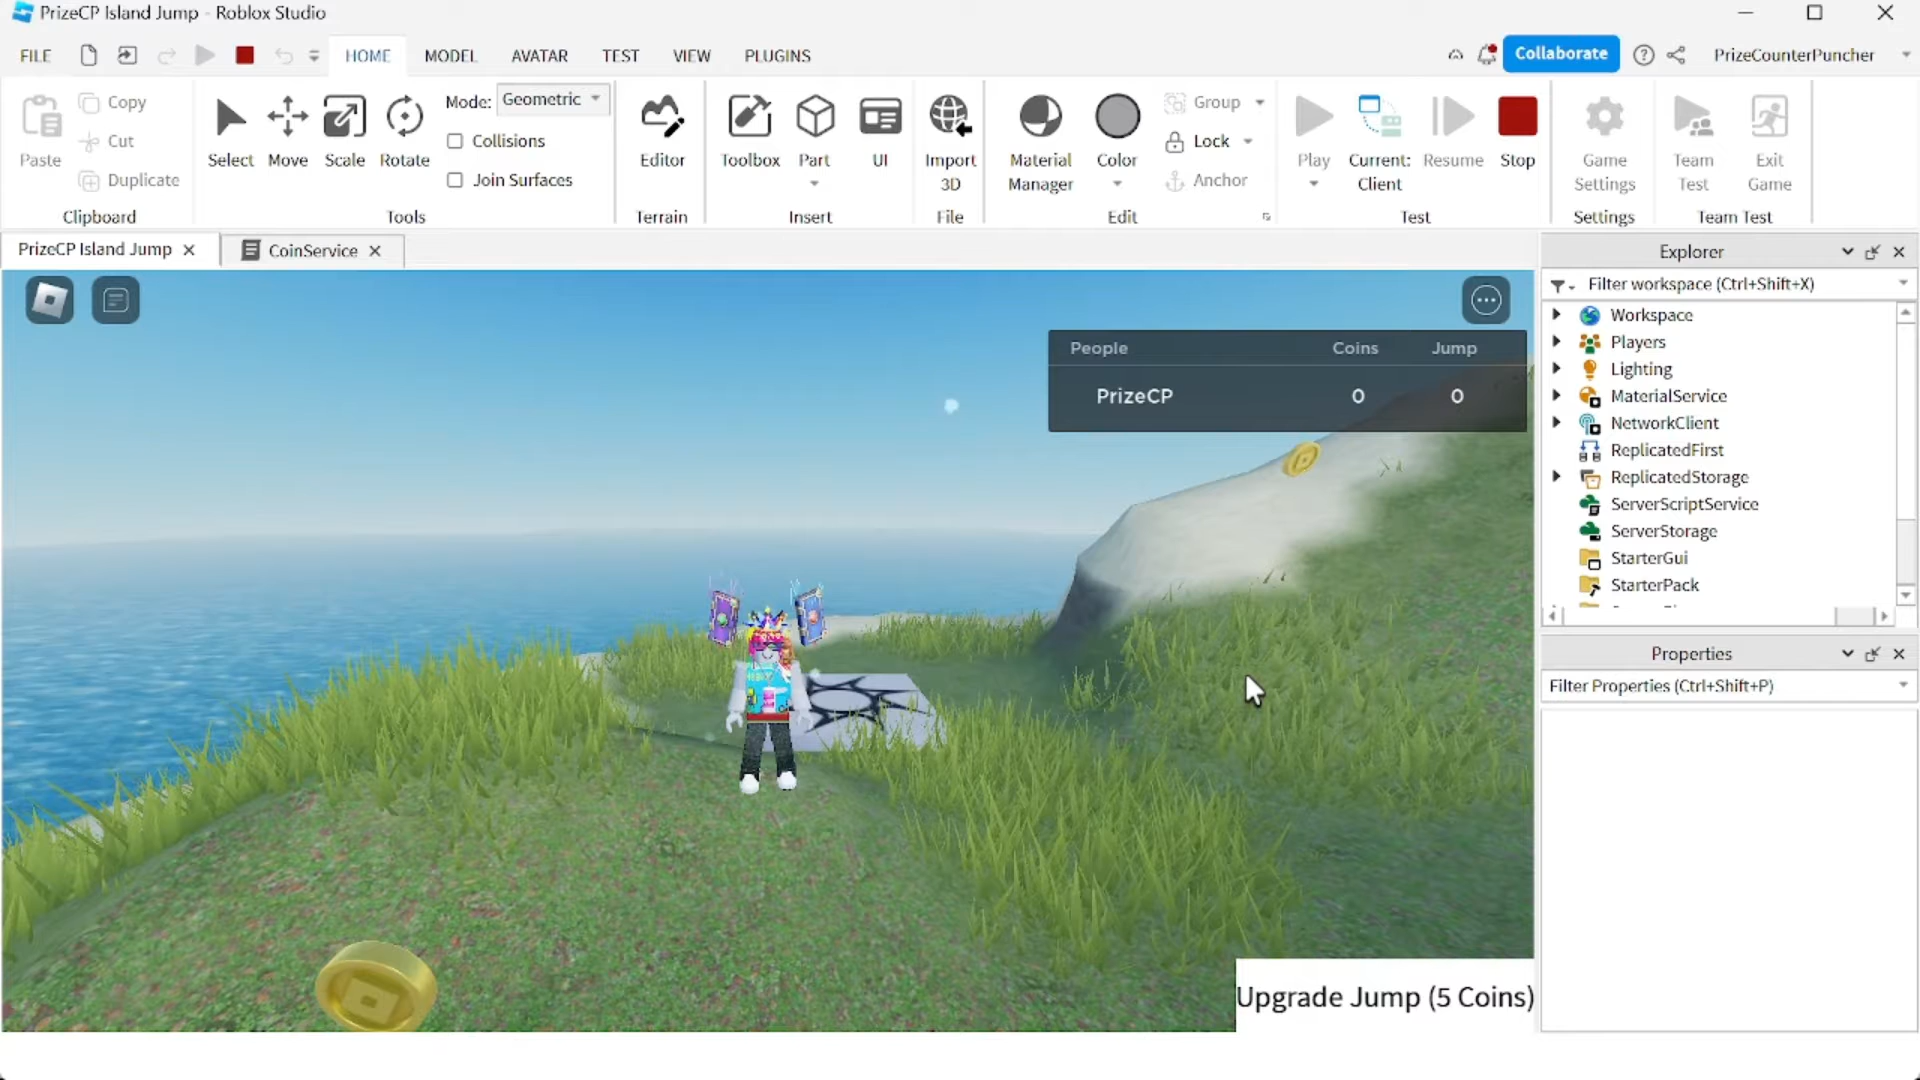 PrizeCP Island Jump - Roblox Studio
FILE HOME MODEL AVATAR TEST VIEW PLUGINS Collaborate PrizeCounterPuncher
Paste Copy Cut Duplicate
Clipboard
Select Move Scale Rotate Mode: Geometric
Collisions
Join Surfaces
Tools
Editor
Terrain
Toolbox Part UI
Insert
Import
3D
File
Material
Manager
Color
Group
Lock
Anchor
Edit
Play
Current:
Client
Resume Stop
Test
Game
Settings
Settings
Team
Test
Exit
Game
Team Test
PrizeCP Island Jump CoinService
People Coins Jump
PrizeCP 0 0
Upgrade Jump (5 Coins)
Explorer
Filter workspace (Ctrl+Shift+X)
Workspace
Players
Lighting
MaterialService
NetworkClient
ReplicatedFirst
ReplicatedStorage
ServerScriptService
ServerStorage
StarterGui
StarterPack
Properties
Filter Properties (Ctrl+Shift+P)